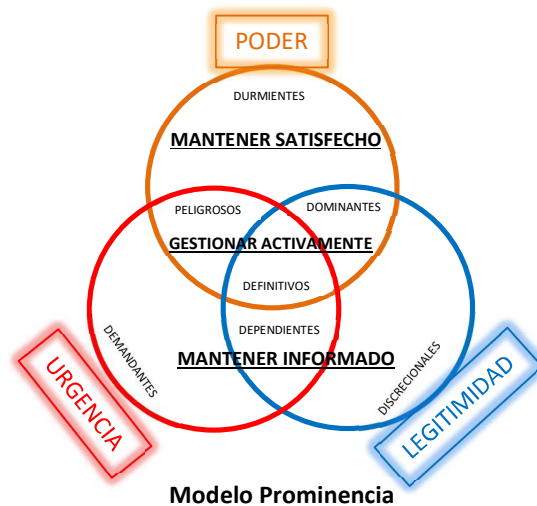 PODER
DURMIENTES
MANTENER SATISFECHO
PELIGROSOS
DOMINANTES
GESTIONAR ACTIVAMENTE
DEFINITIVOS
DEPENDIENTES
MANTENER INFORMADO
DEMANDANTES
DISCRECIONALES
URGENCIA
LEGITIMIDAD
Modelo Prominencia